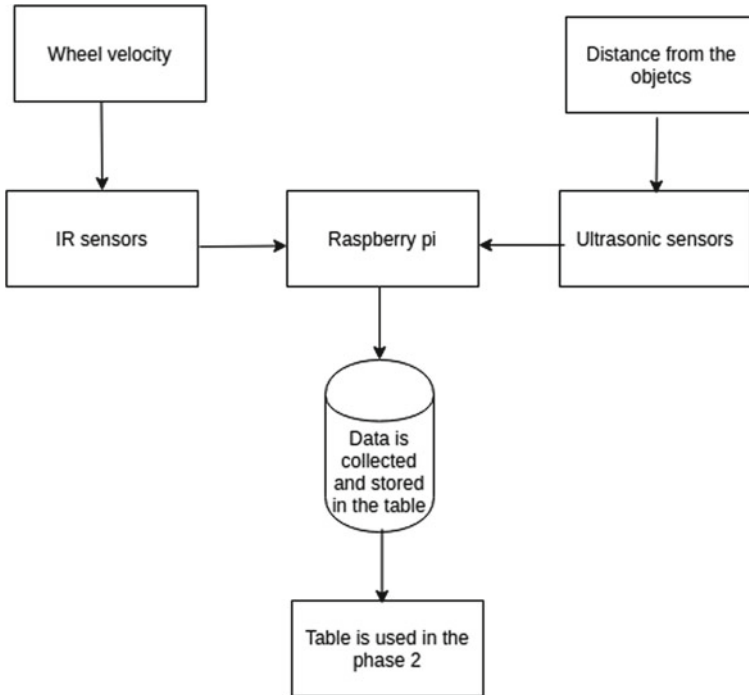 Wheel velocity
Distance from the
objetcs
IR sensors
Raspberry pi
Ultrasonic sensors
Data is
collected
and stored
in the table
Table is used in the
phase 2